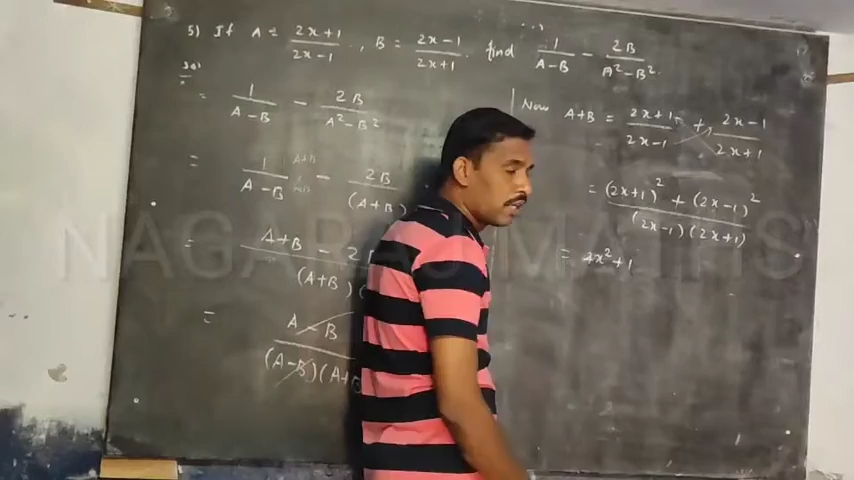 5) If A = 2x+1/2x-1, B = 2x-1/2x+1 find 1/A-B - 2B/A²-B²
Sol
= 1/A-B - 2B/A²-B²
= 1/A-B A+B - 2B/(A+B)
= A+B - 2B/(A+B)
= A - B/(A-B)(A+B
Now A+B = 2x+1/2x-1 + 2x-1/2x+1
= (2x+1)² + (2x-1)²/(2x-1)(2x+1)
= 4x²+1
NAGARAJU MATHS